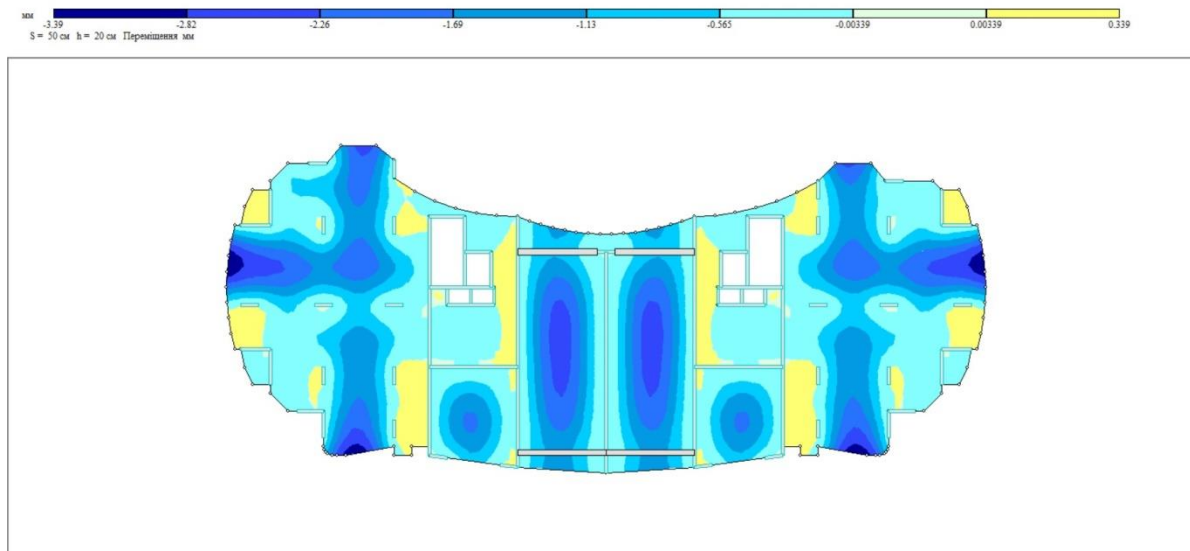 мм
-3.39 -2.82 -2.26 -1.69 -1.13 -0.565 -0.00339 0.00339 0.339
S = 50 см h = 20 см Переміщення мм